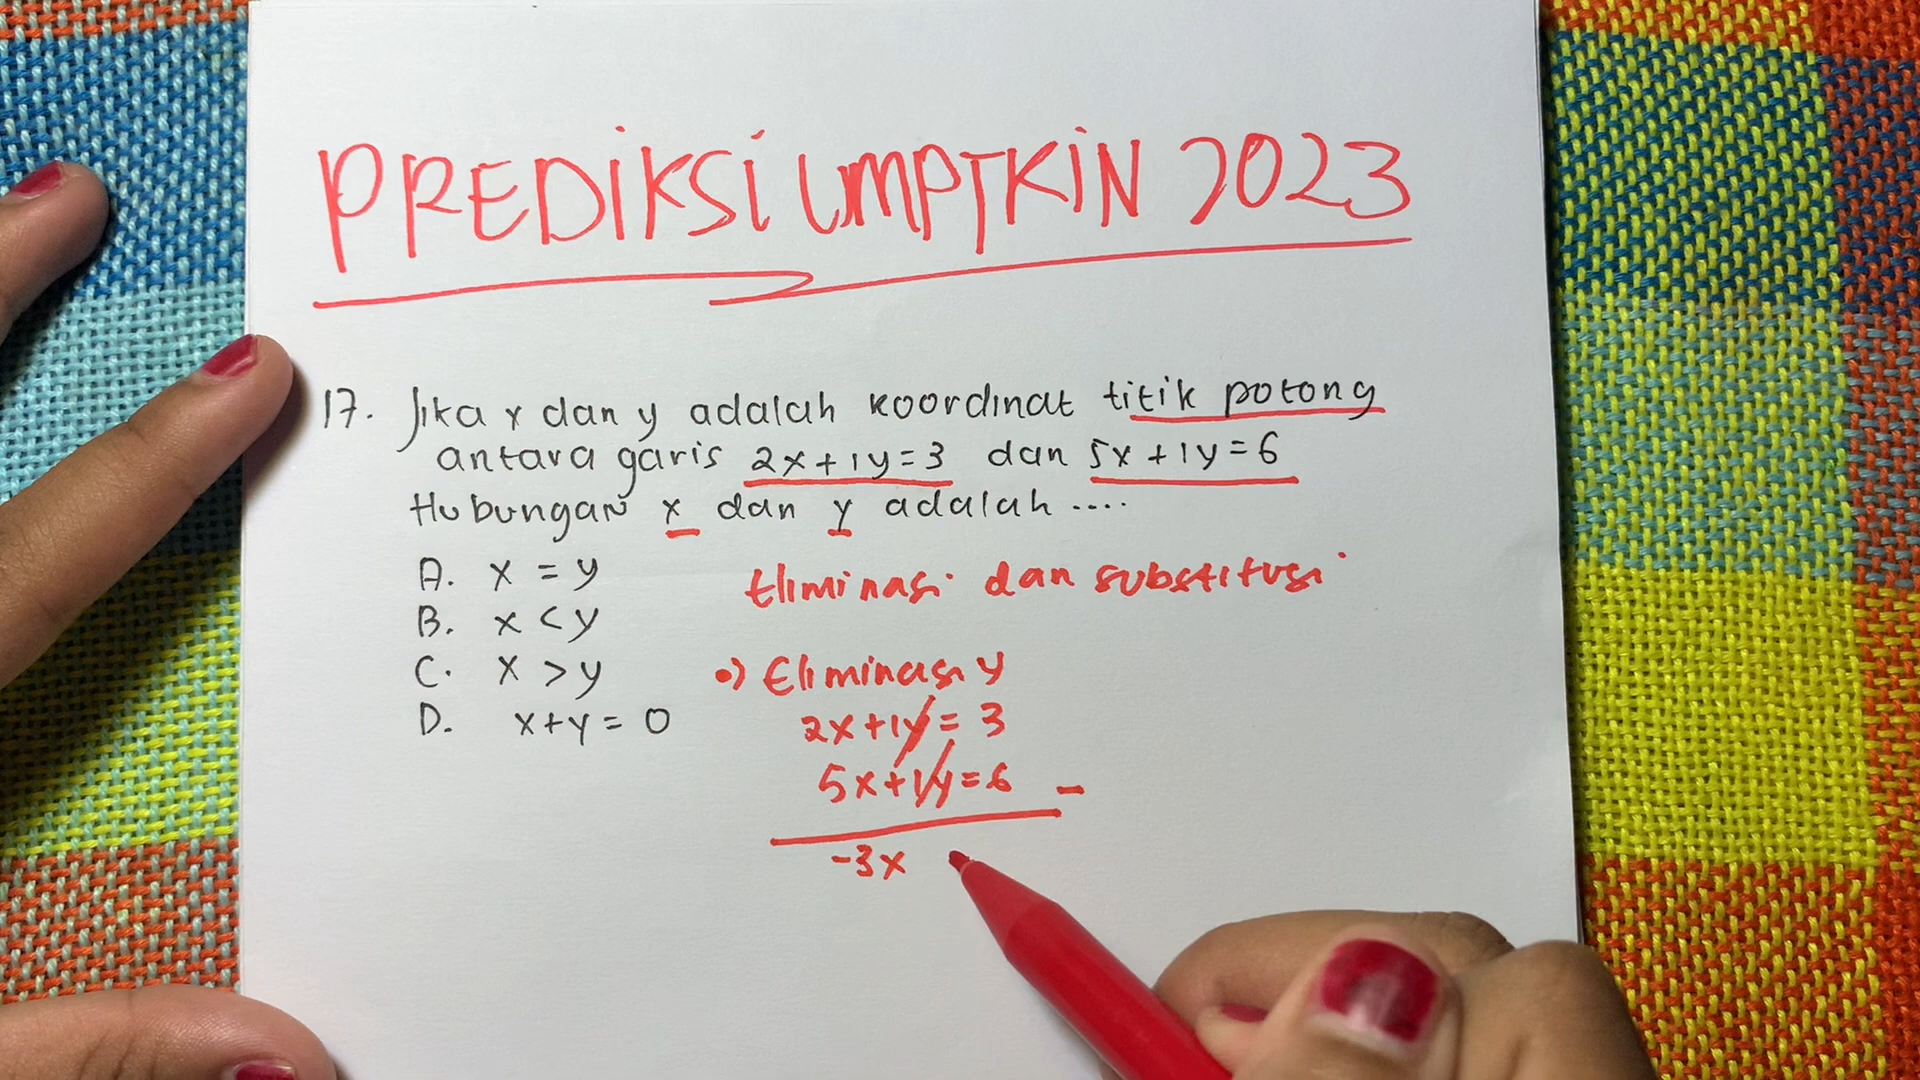 PREDIKSI UMPTKIN 2023
17. Jika x dan y adalah koordinat titik potong
antara garis 2x+1y=3 dan 5x+1y=6
Hubungan x dan y adalah ....
A. x = y
B. x < y
C. x > y
D. x+y = 0
Eliminasi dan substitusi
•) Eliminasi y
2x+1y = 3
5x+1y=6 -
-3x